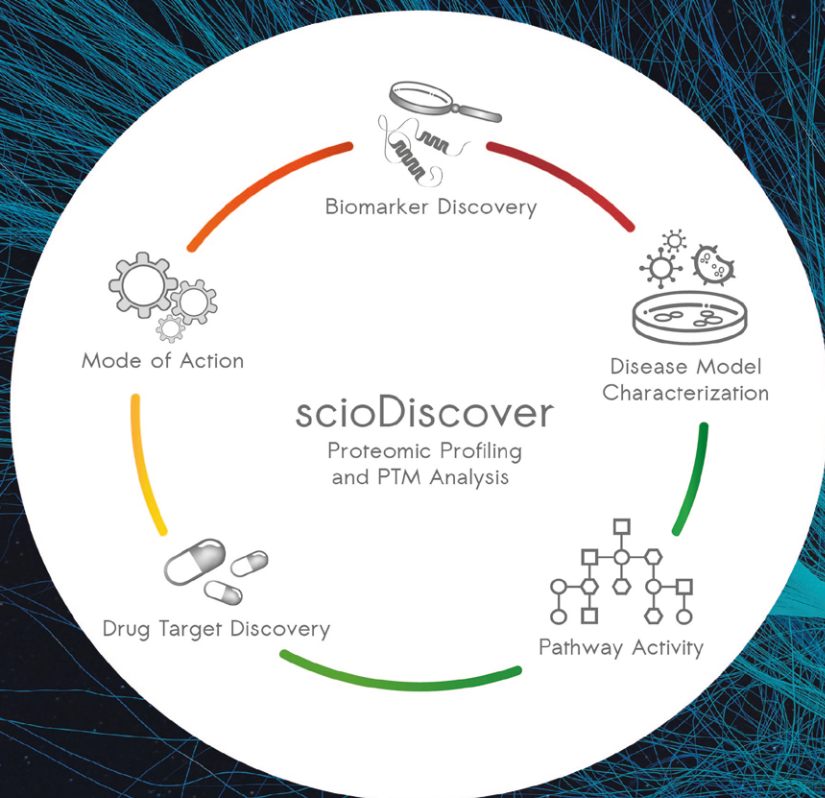 Biomarker Discovery
Mode of Action
Disease Model
Characterization
scioDiscover
Proteomic Profiling
and PTM Analysis
Drug Target Discovery
Pathway Activity